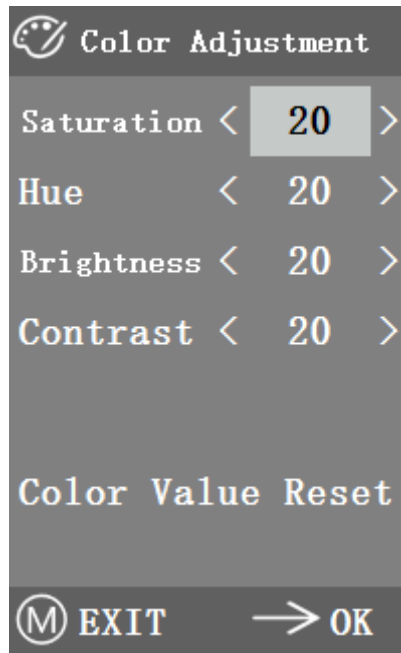 Color Adjustment
Saturation < 20 >
Hue < 20 >
Brightness < 20 >
Contrast < 20 >
Color Value Reset
M EXIT → OK